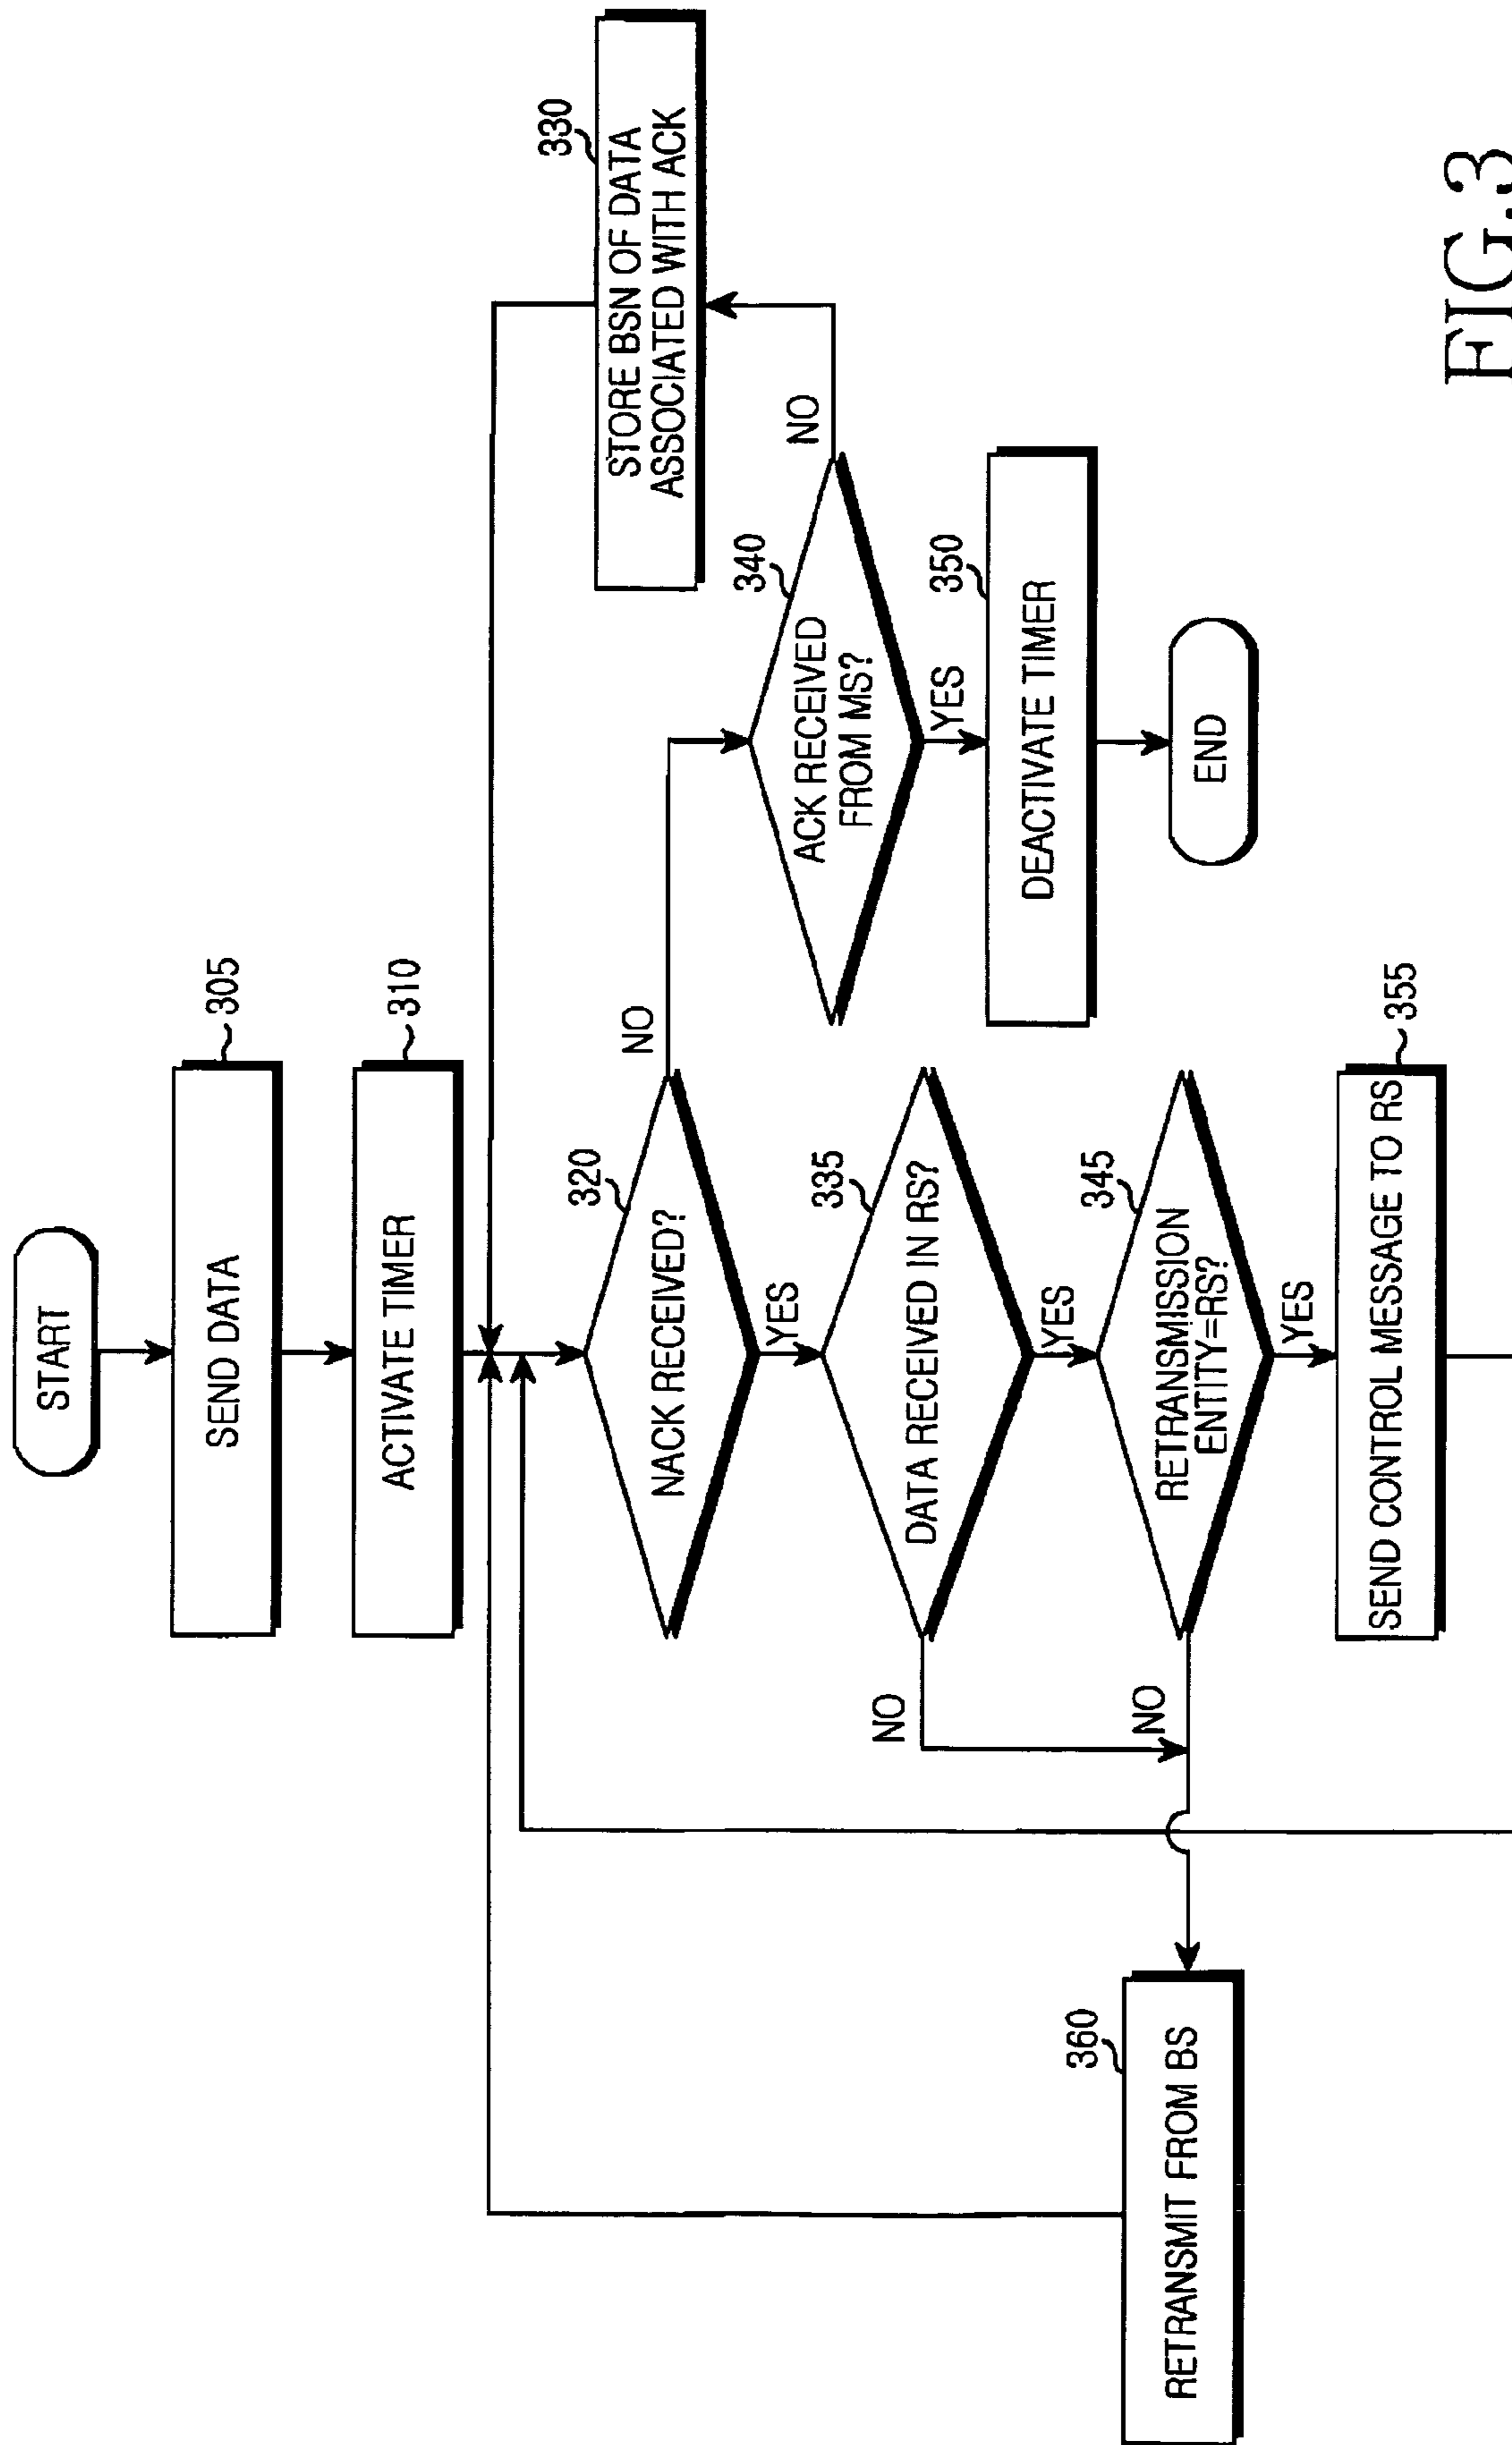 START
SEND DATA
305
ACTIVATE TIMER
310
NACK RECEIVED?
320
NO
YES
STORE BSN OF DATA
ASSOCIATED WITH ACK
330
DATA RECEIVED IN RS?
335
NO
YES
ACK RECEIVED
FROM MS?
340
NO
YES
RETRANSMISSION
ENTITY=RS?
345
NO
YES
DEACTIVATE TIMER
350
END
SEND CONTROL MESSAGE TO RS
355
RETRANSMIT FROM BS
360
FIG.3